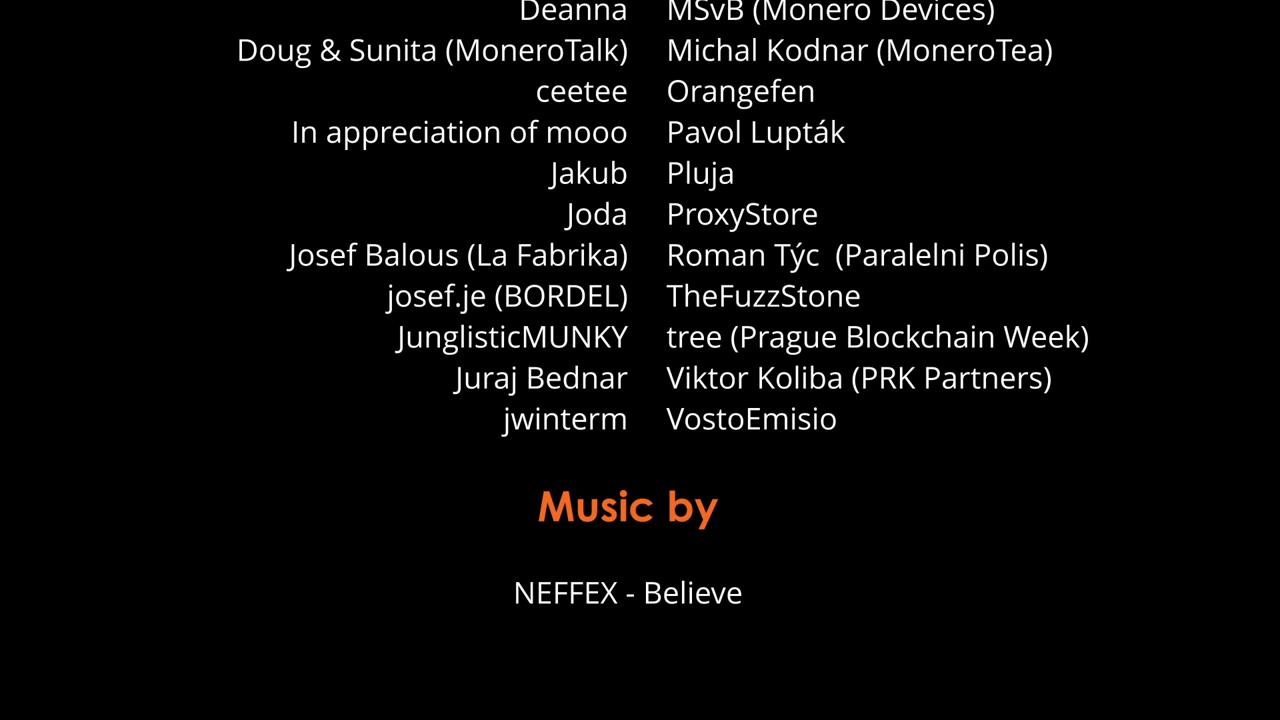 Deanna MSvB (Monero Devices)
Doug & Sunita (MoneroTalk) Michal Kodnar (MoneroTea)
ceetee Orangefen
In appreciation of mooo Pavol Lupták
Jakub Pluja
Joda ProxyStore
Josef Balous (La Fabrika) Roman Týc (Paralelni Polis)
josef.je (BORDEL) TheFuzzStone
JunglisticMUNKY tree (Prague Blockchain Week)
Juraj Bednar Viktor Koliba (PRK Partners)
jwinterm VostoEmisio
Music by
NEFFEX - Believe